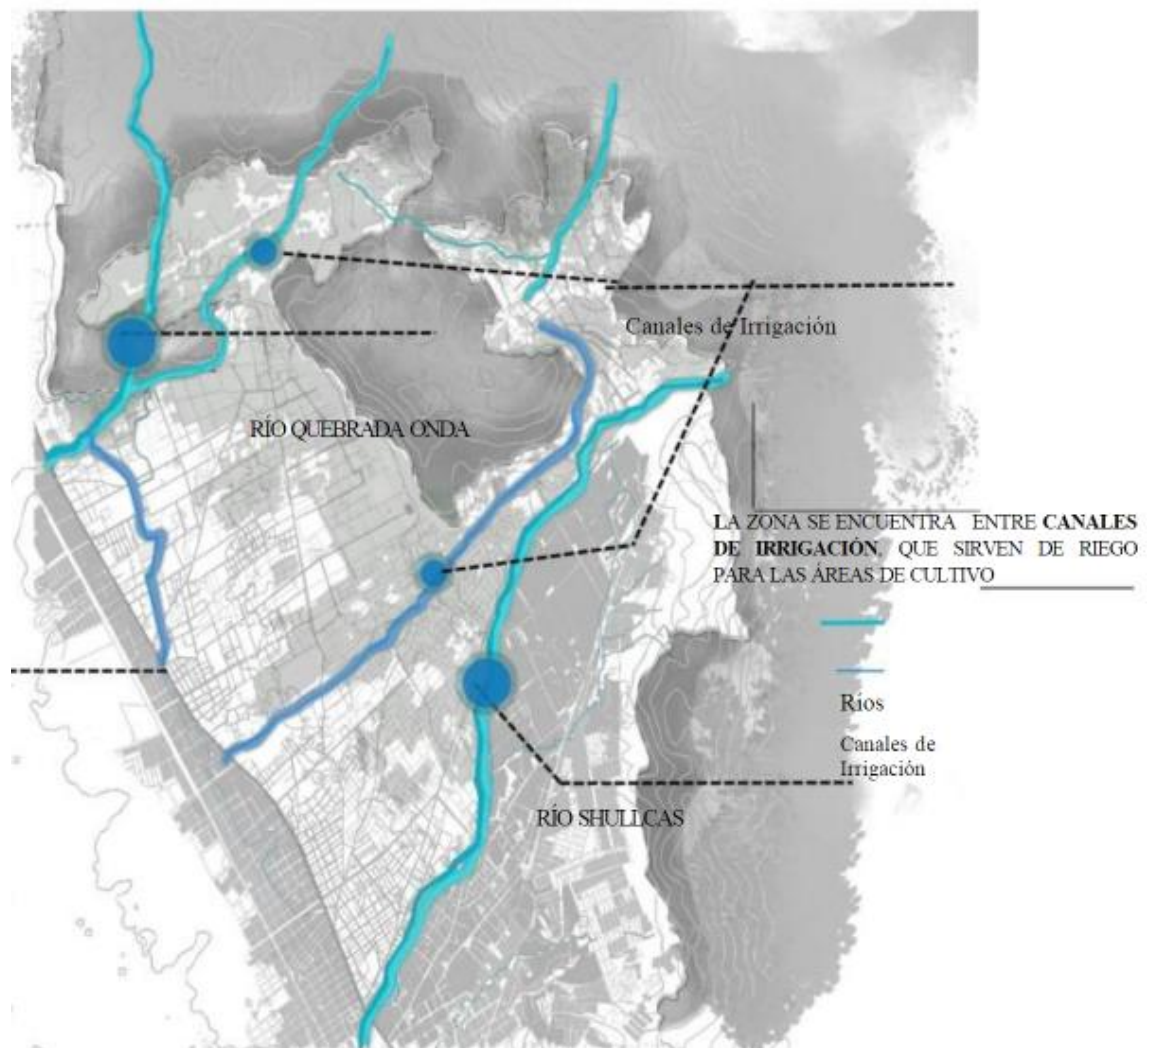 Canales de Irrigación
RÍO QUEBRADA ONDA
LA ZONA SE ENCUENTRA ENTRE CANALES
DE IRRIGACIÓN, QUE SIRVEN DE RIEGO
PARA LAS ÁREAS DE CULTIVO
Ríos
Canales de
Irrigación
RÍO SHULLCAS